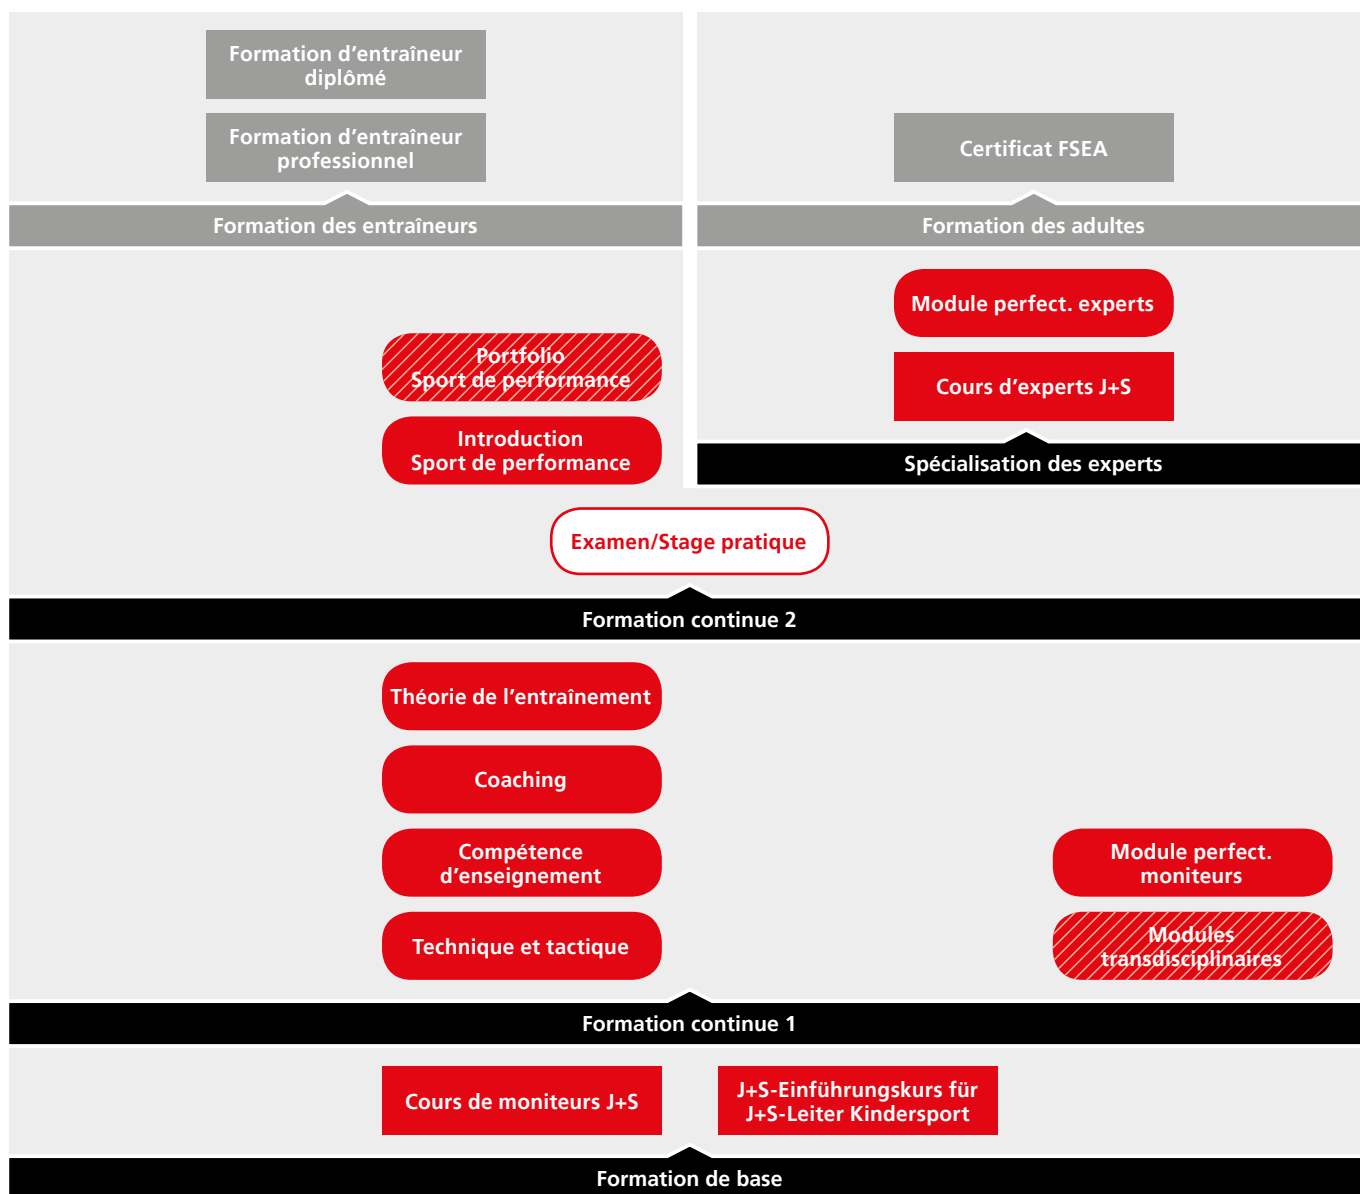 Formation d’entraîneur
diplômé
Formation d’entraîneur
professionnel
Certificat FSEA
Formation des entraîneurs
Formation des adultes
Module perfect. experts
Portfolio
Sport de performance
Cours d’experts J+S
Introduction
Sport de performance
Spécialisation des experts
Examen/Stage pratique
Formation continue 2
Théorie de l’entraînement
Coaching
Compétence
d’enseignement
Module perfect.
moniteurs
Technique et tactique
Modules
transdisciplinaires
Formation continue 1
Cours de moniteurs J+S
J+S-Einführungskurs für
J+S-Leiter Kindersport
Formation de base